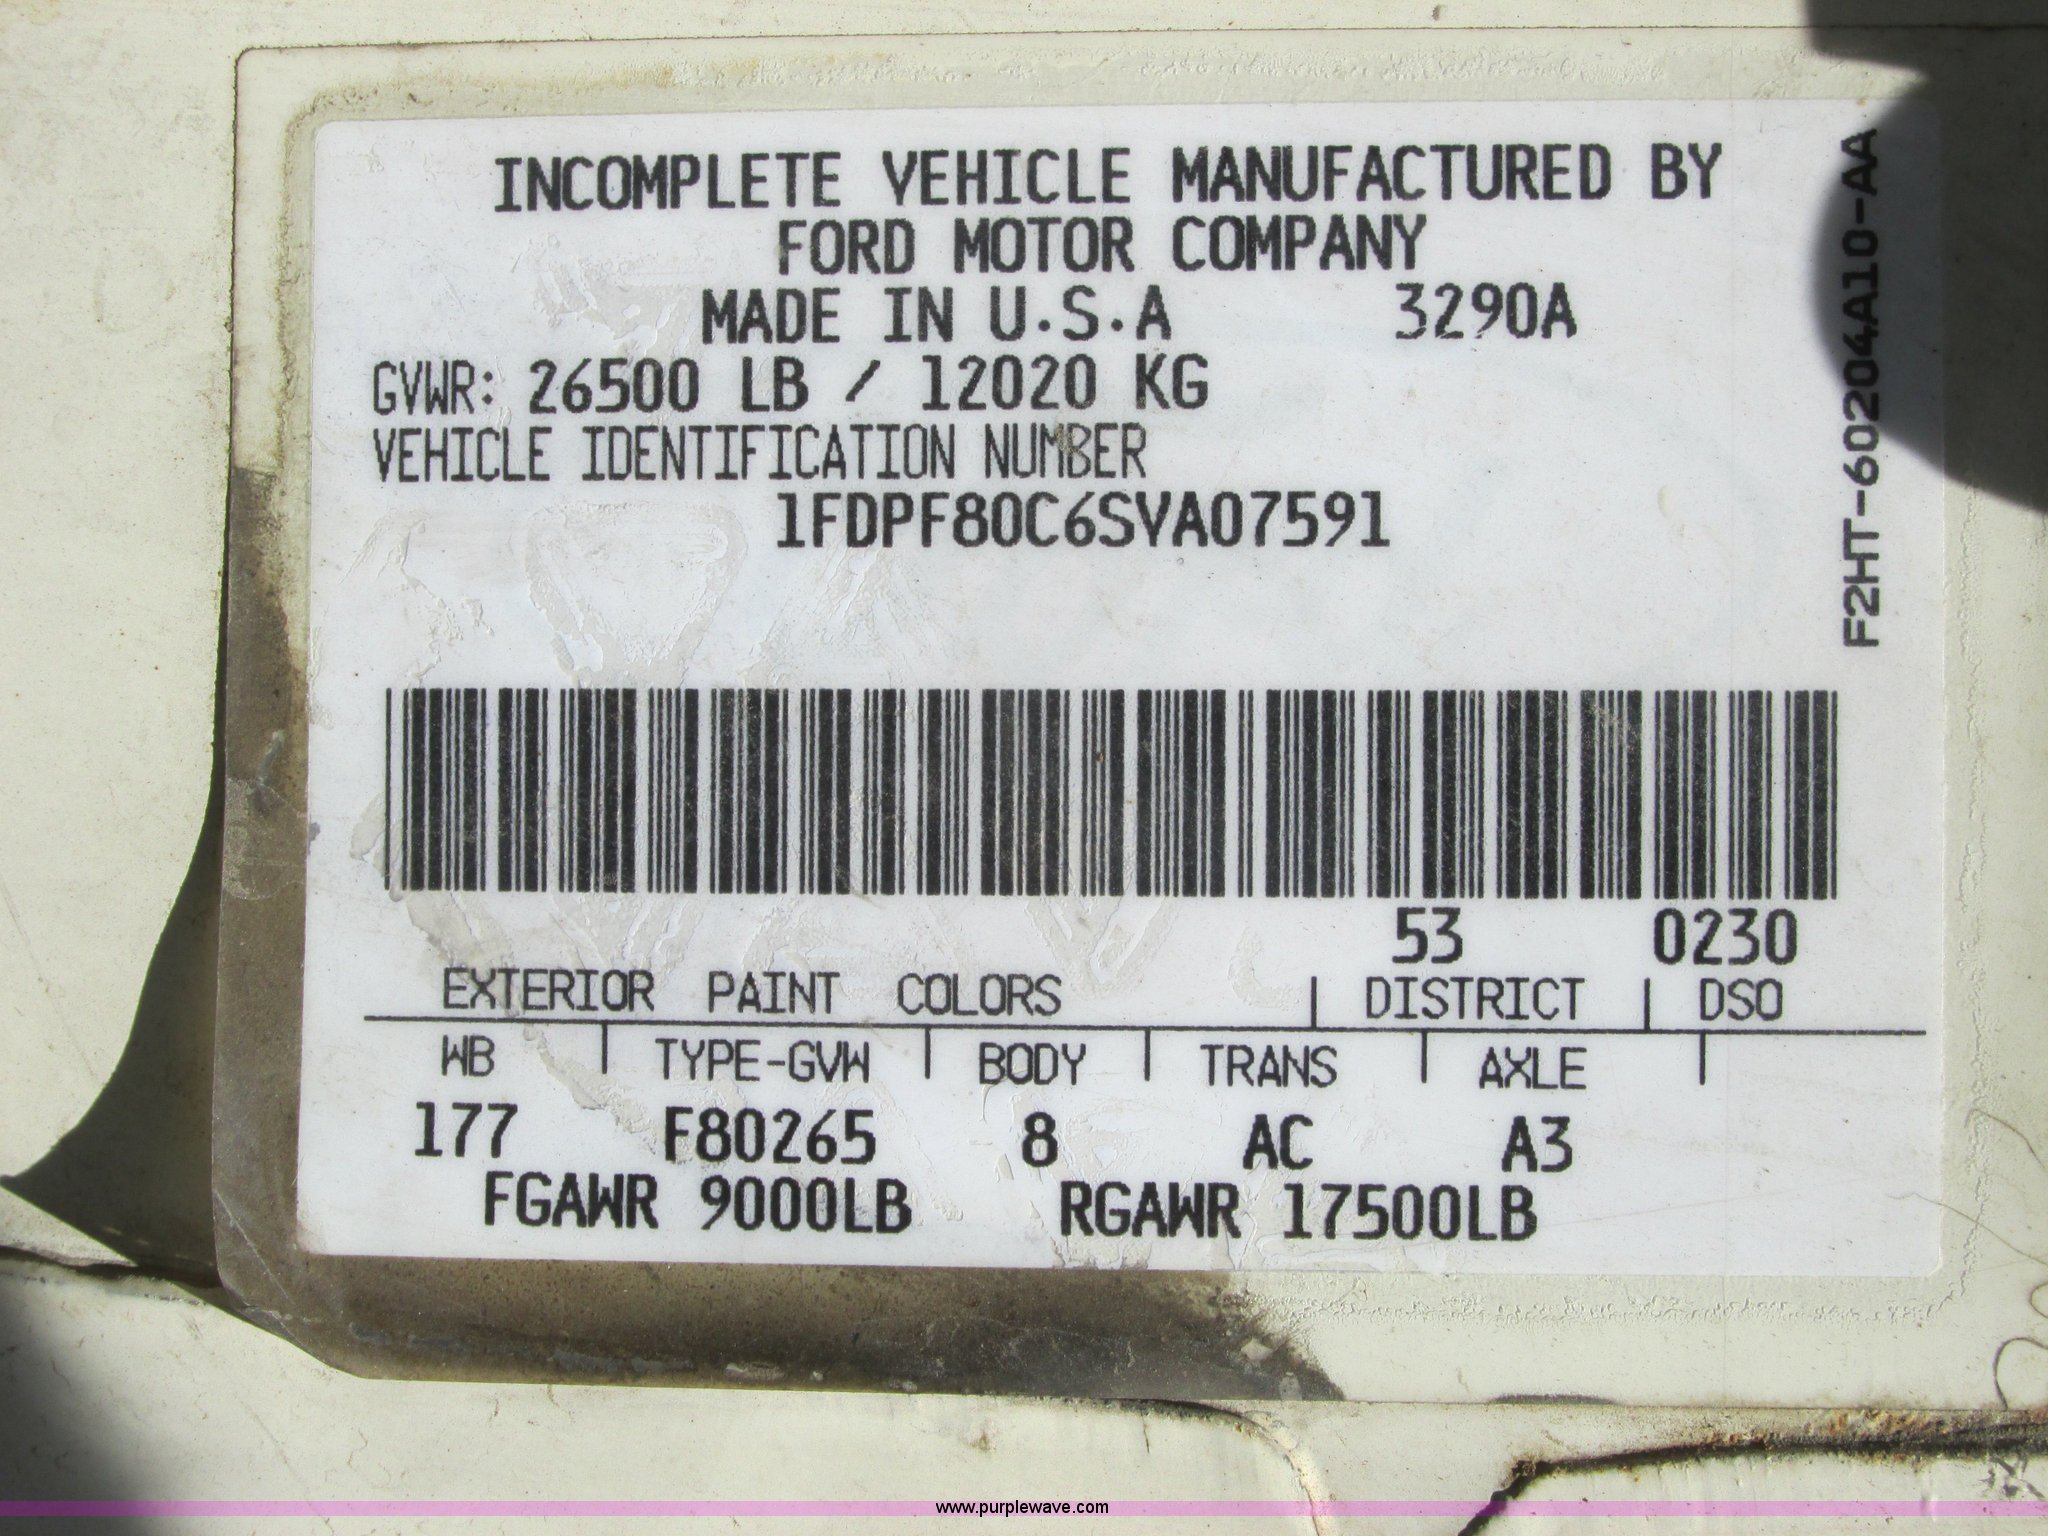 INCOMPLETE VEHICLE MANUFACTURED BY
FORD MOTOR COMPANY
MADE IN U.S.A 3290A
GVWR: 26500 LB / 12020 KG
VEHICLE IDENTIFICATION NUMBER
1FDPF80C6SVA07591
F2HT-60204A10-AA
53 0230
EXTERIOR PAINT COLORS | DISTRICT | DSO
WB | TYPE-GVW | BODY | TRANS | AXLE |
177 F80265 8 AC A3
FGAWR 9000LB RGAWR 17500LB
www.purplewave.com